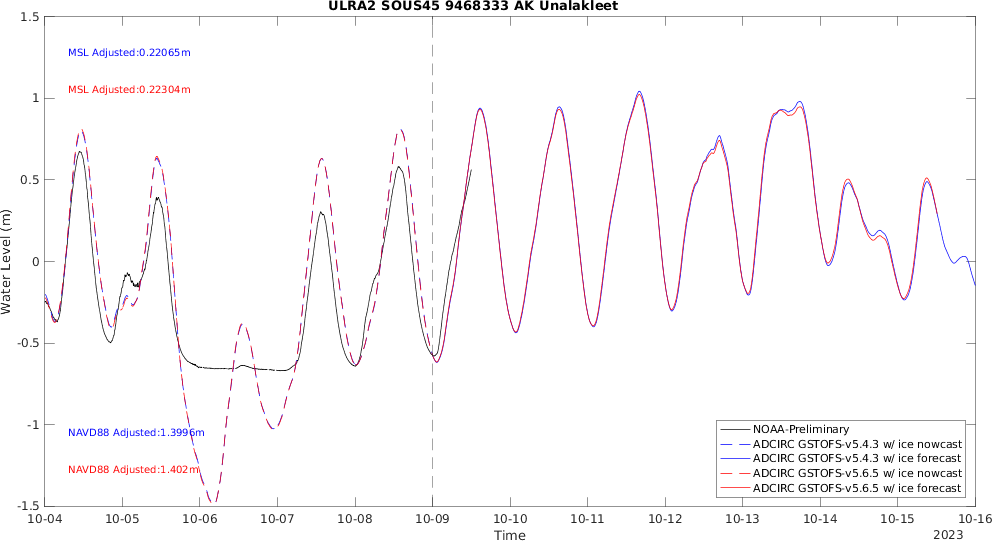 ULRA2 SOUS45 9468333 AK Unalakleet
1.5
1
0.5
0
-0.5
-1
-1.5
Water Level (m)
MSL Adjusted:0.22065m
MSL Adjusted:0.22304m
NAVD88 Adjusted:1.3996m
NAVD88 Adjusted:1.402m
NOAA-Preliminary
ADCIRC GSTOFS-v5.4.3 w/ ice nowcast
ADCIRC GSTOFS-v5.4.3 w/ ice forecast
ADCIRC GSTOFS-v5.6.5 w/ ice nowcast
ADCIRC GSTOFS-v5.6.5 w/ ice forecast
10-04 10-05 10-06 10-07 10-08 10-09 10-10 10-11 10-12 10-13 10-14 10-15 10-16
Time
2023